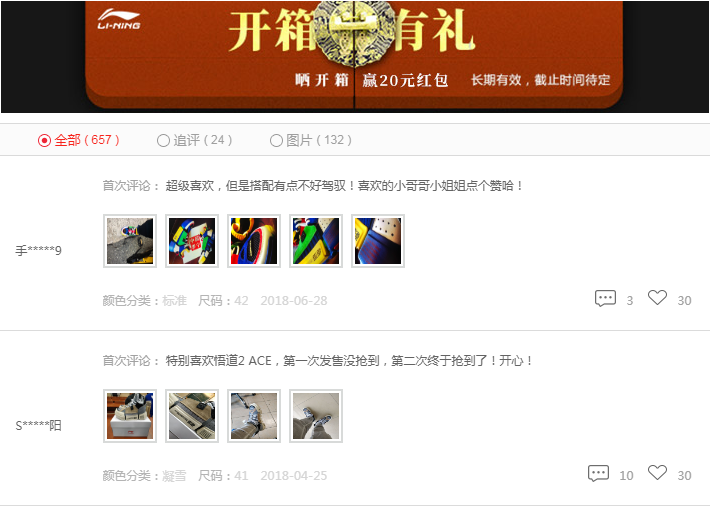 LI-NING
开箱有礼
晒开箱 赢20元红包 长期有效，截止时间待定
全部 ( 657 ) 追评 ( 24 ) 图片 ( 132 )
首次评论： 超级喜欢，但是搭配有点不好驾驭！喜欢的小哥哥小姐姐点个赞哈！
手*****9
颜色分类：标准 尺码：42 2018-06-28 3 30
首次评论： 特别喜欢悟道2 ACE，第一次发售没抢到，第二次终于抢到了！开心！
S*****阳
颜色分类：凝雪 尺码：41 2018-04-25 10 30